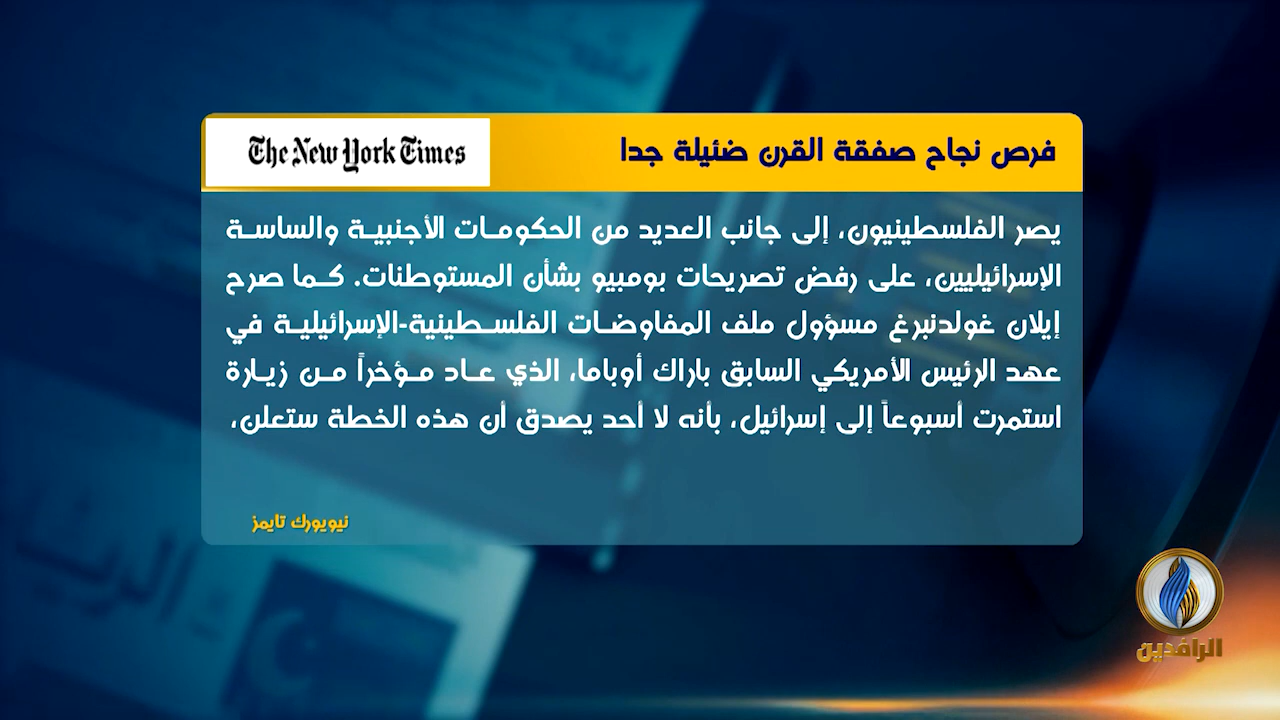 فرص نجاح صفقة القرن ضئيلة جدا
The New York Times
يصر الفلسطينيون، إلى جانب العديد من الحكومات الأجنبية والساسة
الإسرائيليين، على رفض تصريحات بومبيو بشأن المستوطنات. كما صرح
إيلان غولدنبرغ مسؤول ملف المفاوضات الفلسطينية-الإسرائيلية في
عهد الرئيس الأمريكي السابق باراك أوباما، الذي عاد مؤخراً من زيارة
استمرت أسبوعاً إلى إسرائيل، بأنه لا أحد يصدق أن هذه الخطة ستعلن،
نيويورك تايمز
الرافدين